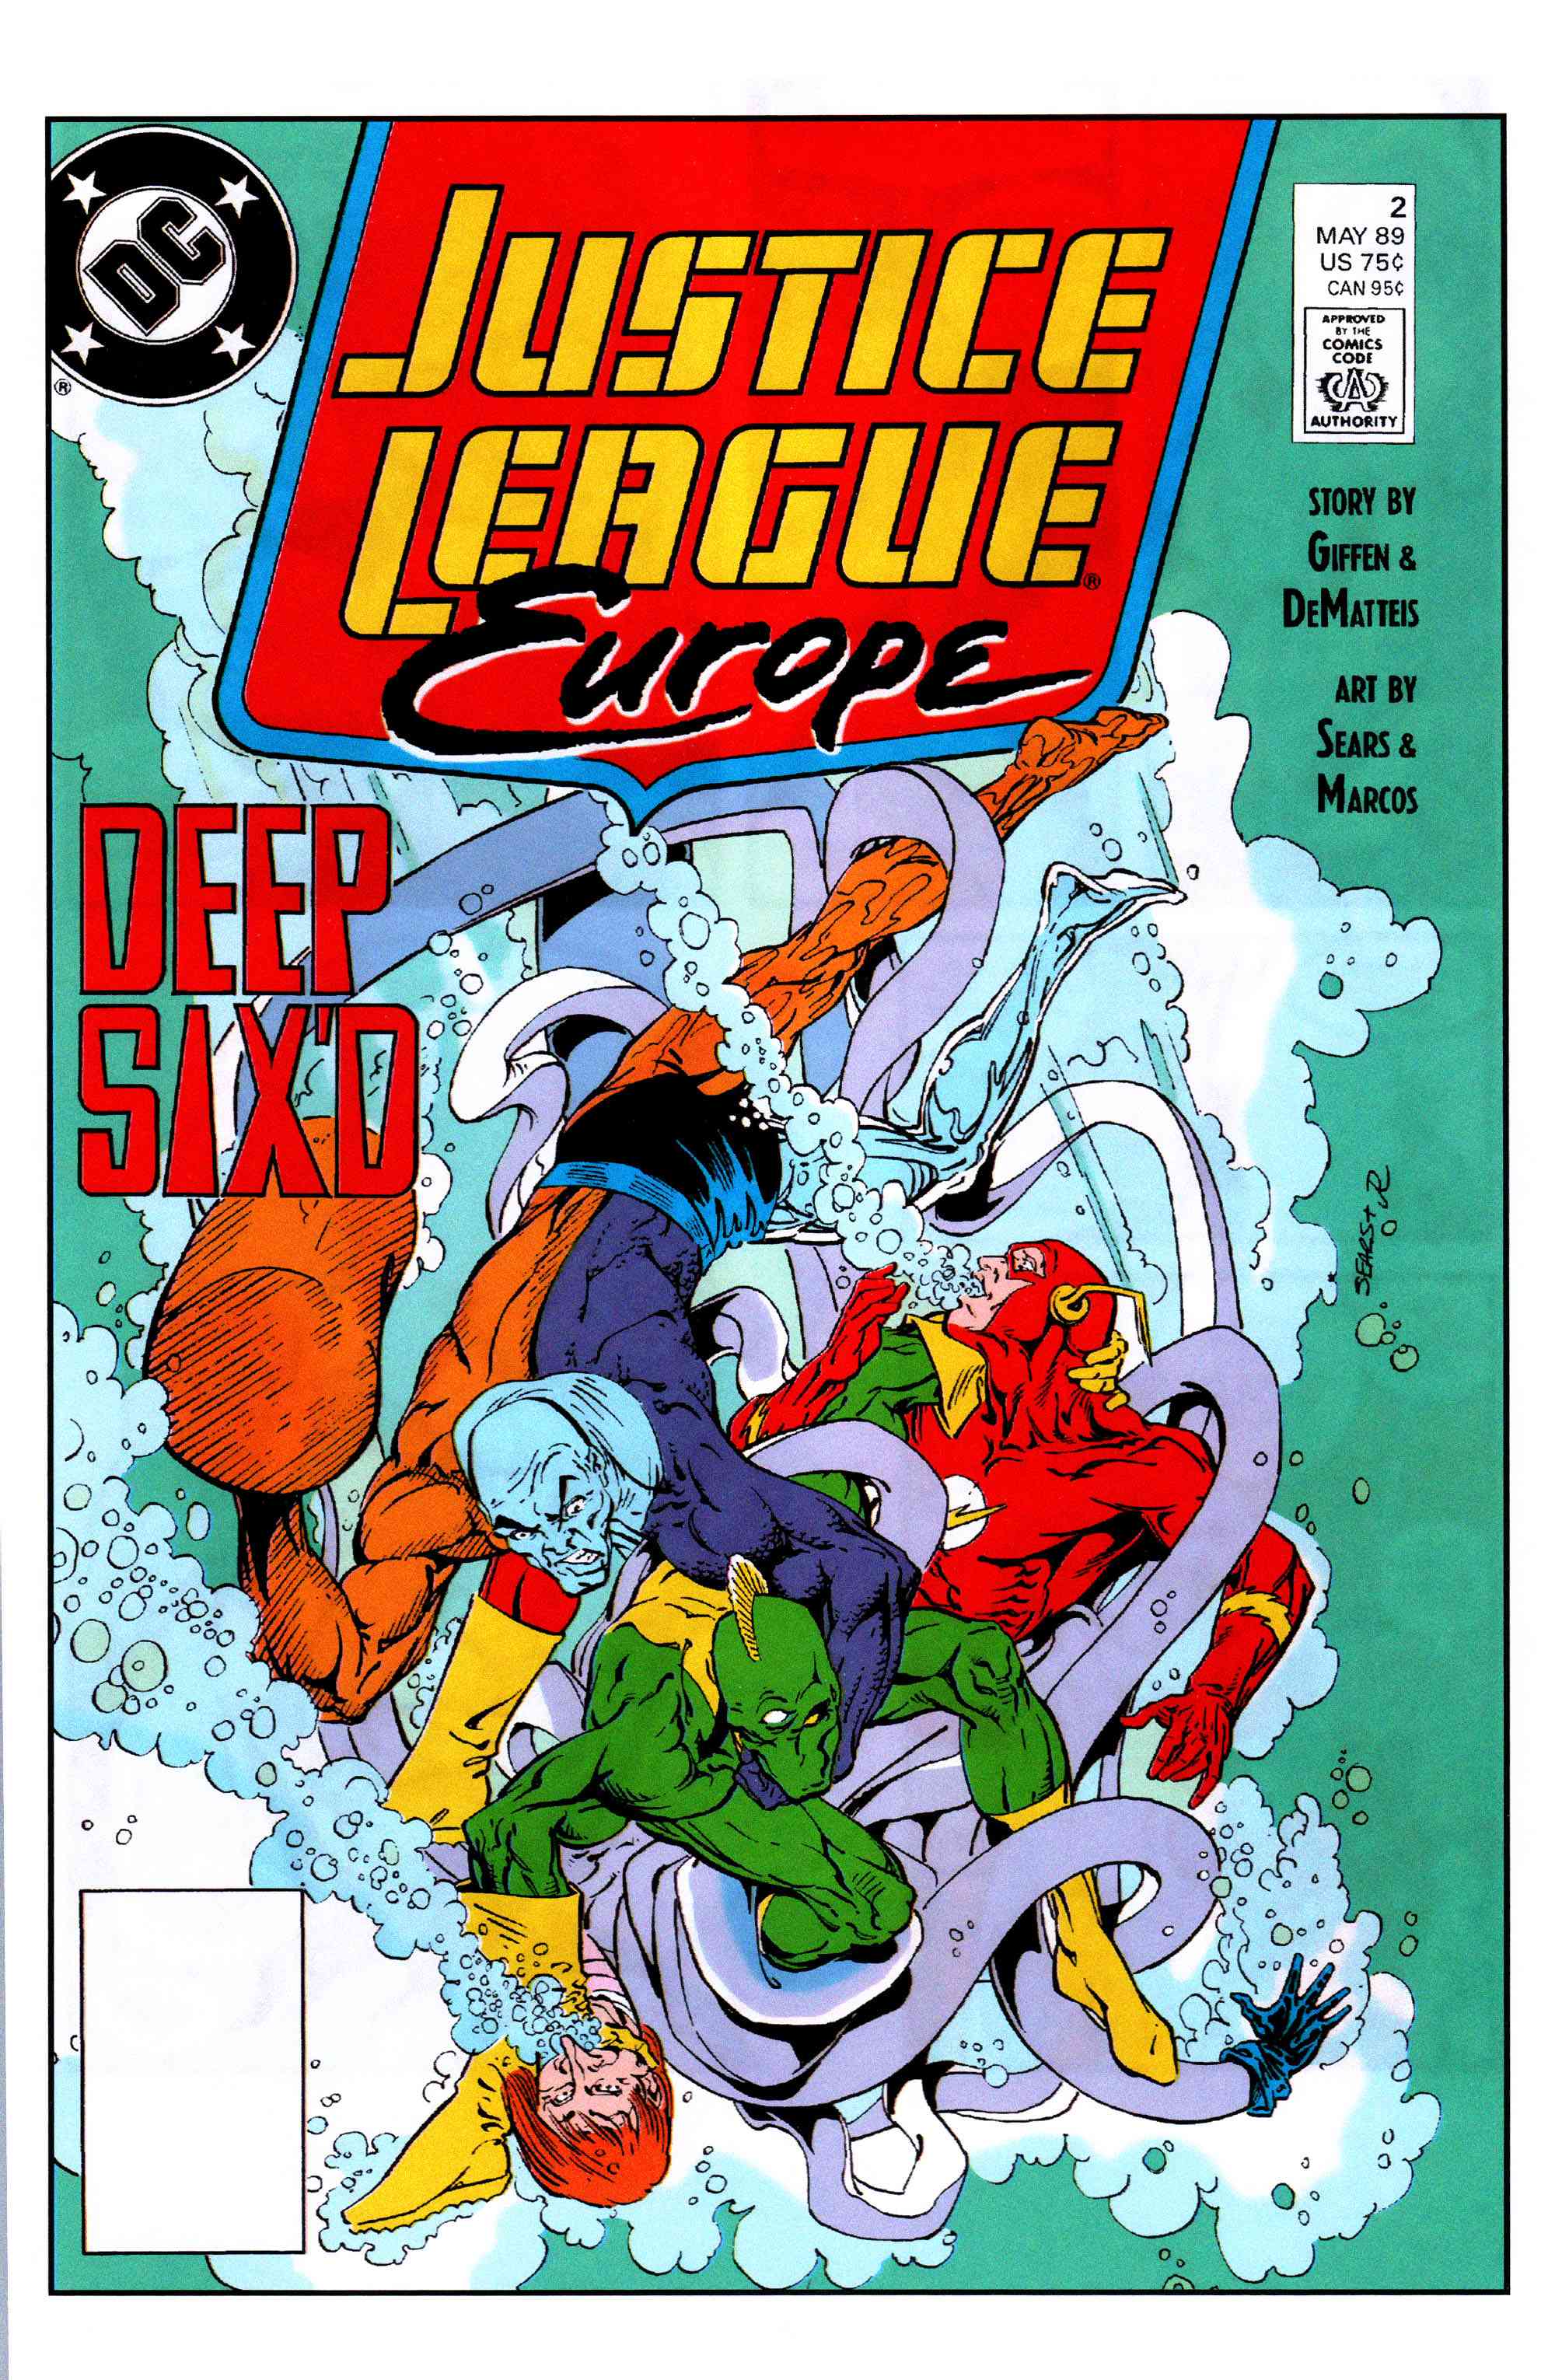 DC
®
JUSTICE
LEAGUE®
Europe
2
MAY 89
US 75¢
CAN 95¢
APPROVED
BY THE
COMICS
CODE
CA
AUTHORITY
STORY BY
GIFFEN &
DEMATTEIS
ART BY
SEARS &
MARCOS
DEEP
SIX'D
SEARS + R